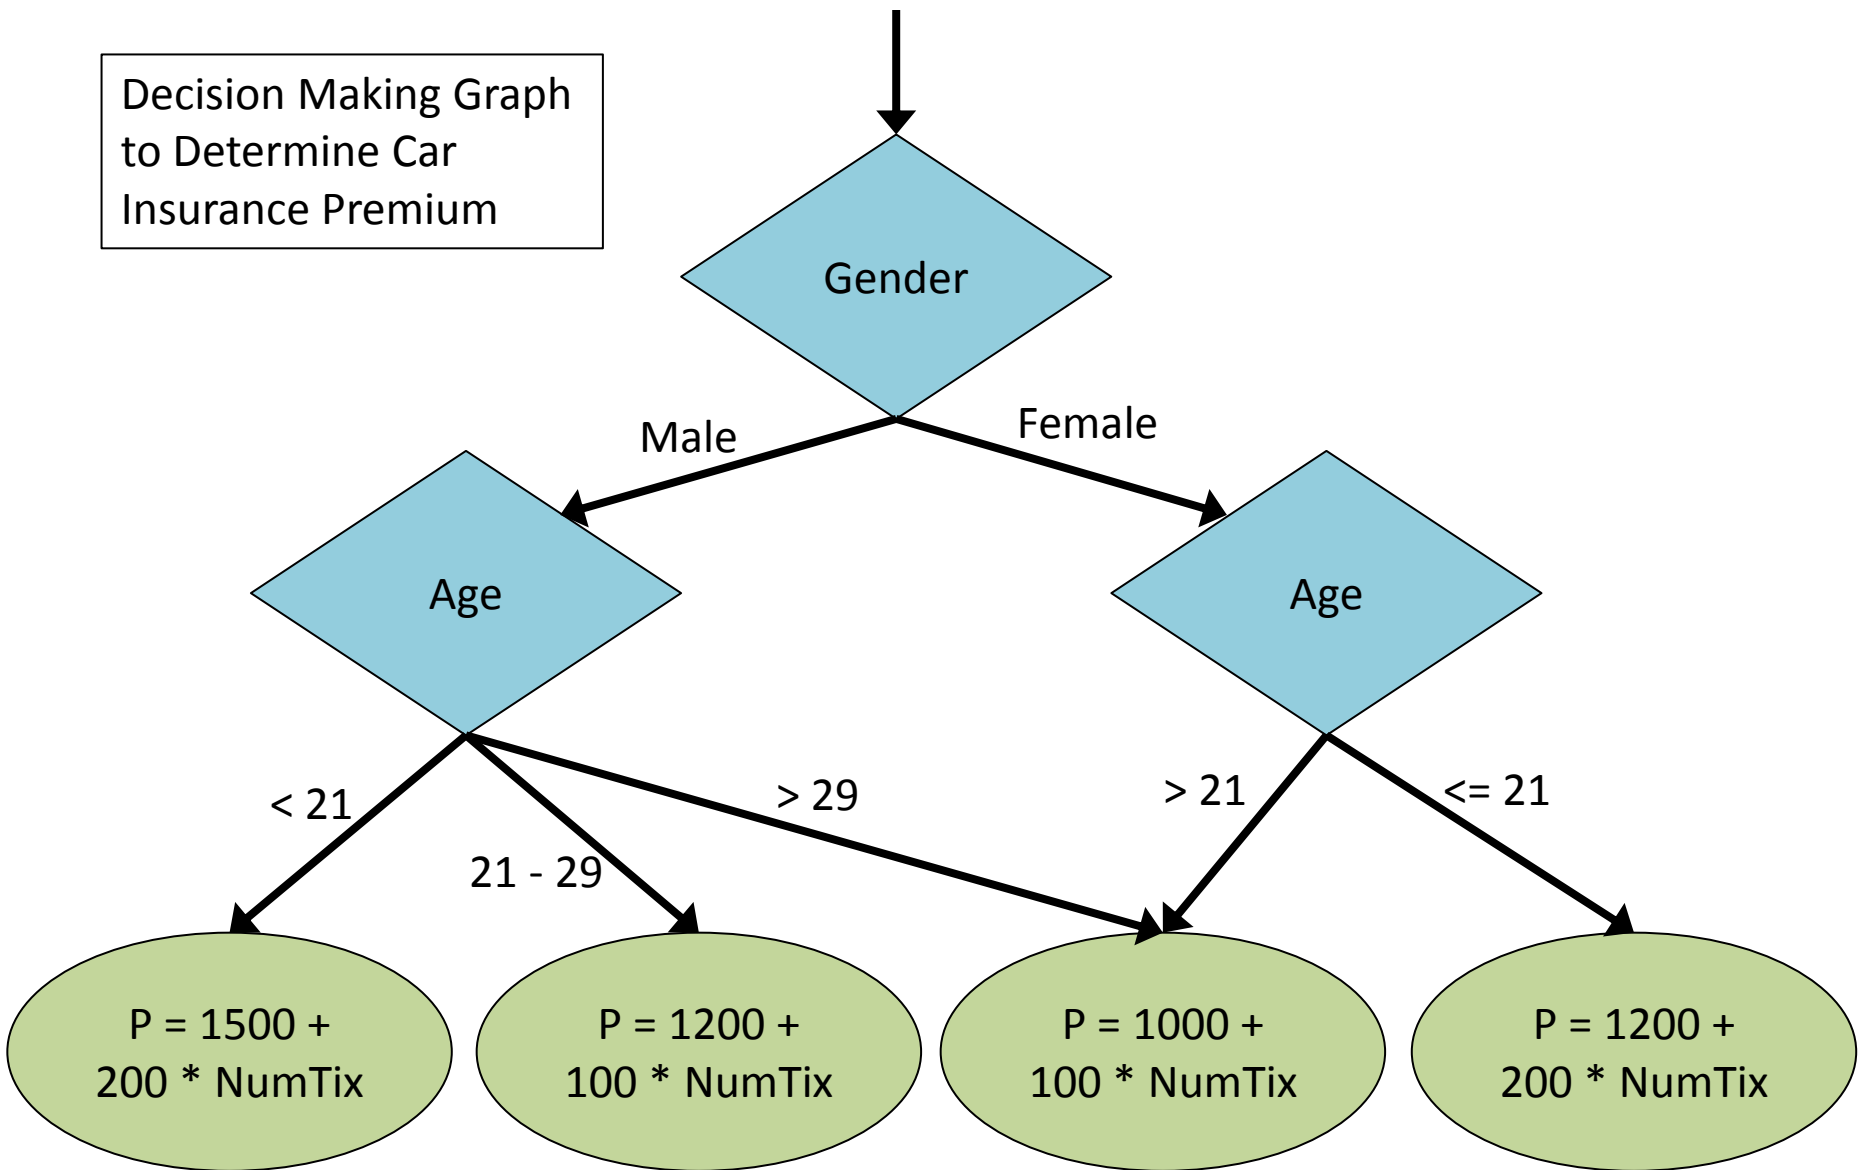 Decision Making Graph
to Determine Car
Insurance Premium
Gender
Male
Female
Age
Age
< 21
21 - 29
> 29
> 21
<= 21
P = 1500 +
200 * NumTix
P = 1200 +
100 * NumTix
P = 1000 +
100 * NumTix
P = 1200 +
200 * NumTix